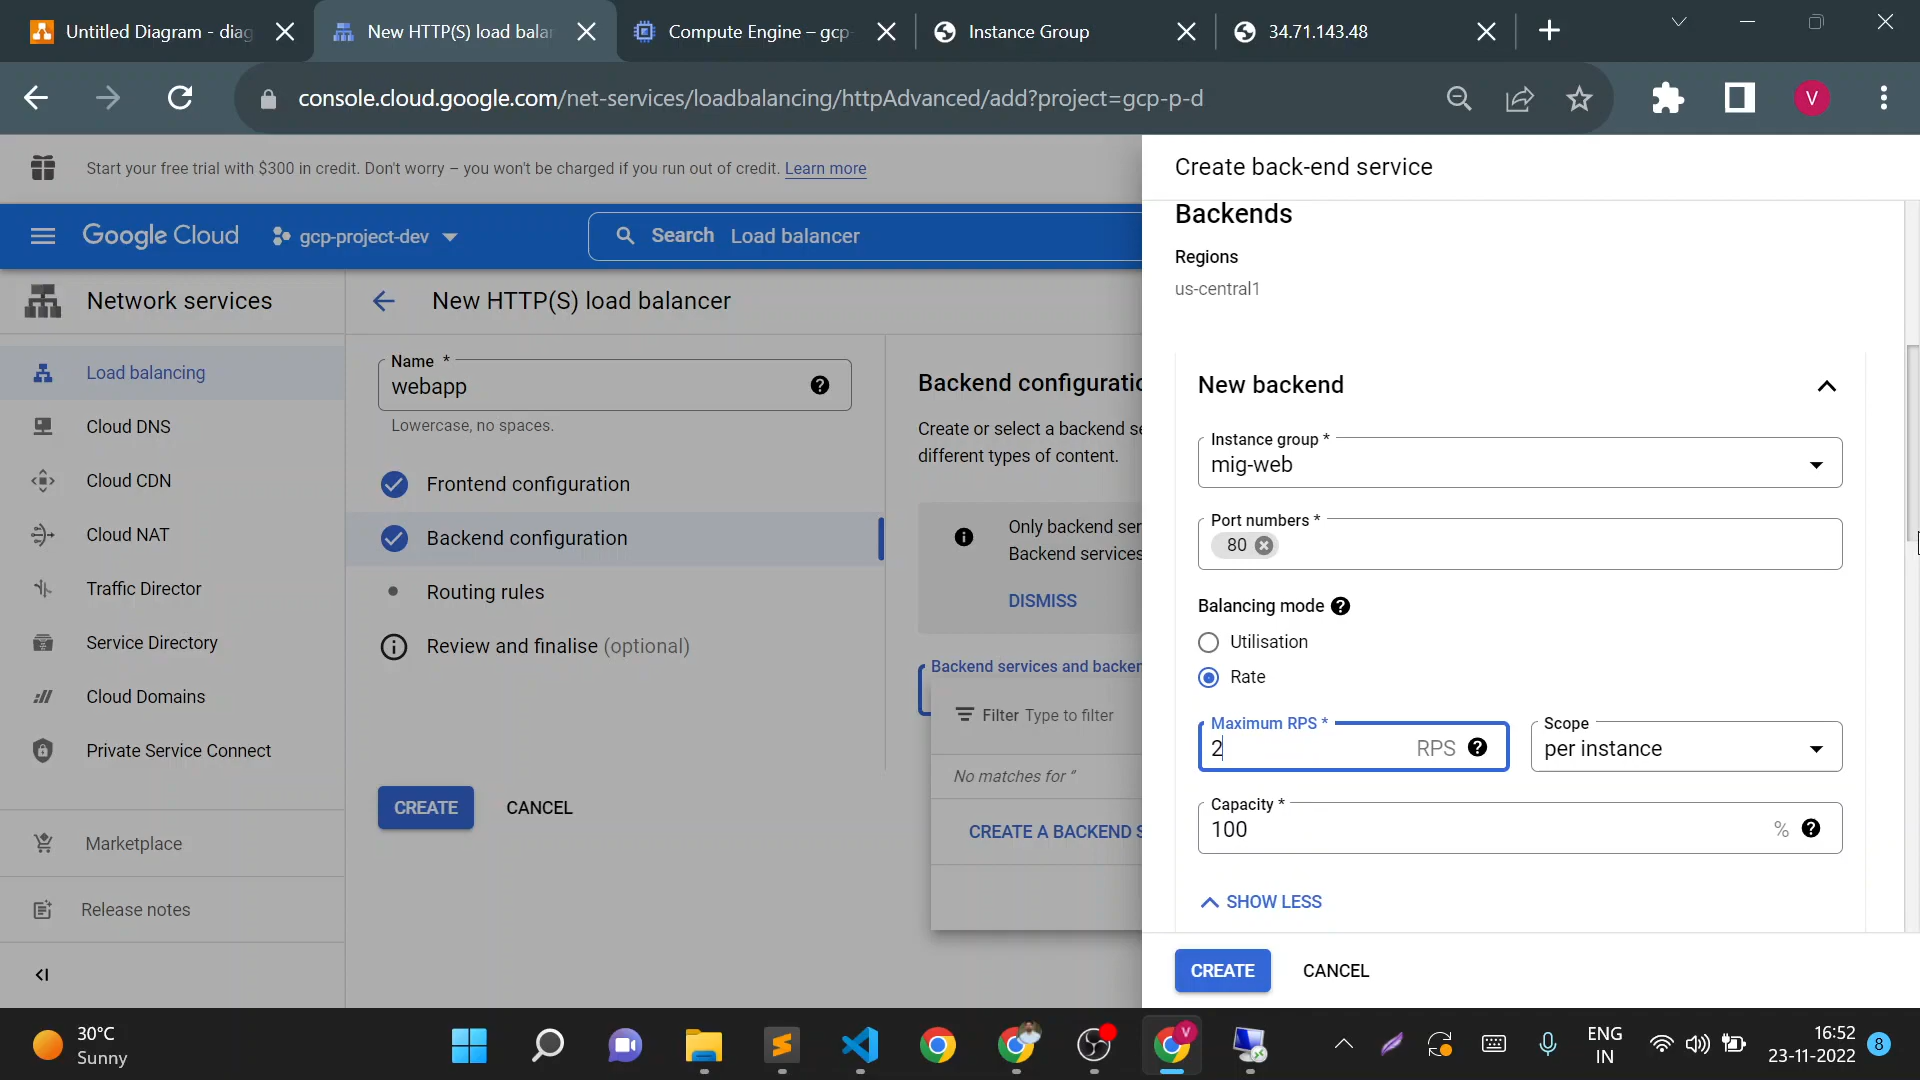 Untitled Diagram - diag
New HTTP(S) load balan
Compute Engine – gcp-
Instance Group
34.71.143.48
console.cloud.google.com/net-services/loadbalancing/httpAdvanced/add?project=gcp-p-d
V
Start your free trial with $300 in credit. Don't worry – you won't be charged if you run out of credit. Learn more
Google Cloud
gcp-project-dev
Search Load balancer
Network services
Load balancing
Cloud DNS
Cloud CDN
Cloud NAT
Traffic Director
Service Directory
Cloud Domains
Private Service Connect
Marketplace
Release notes
New HTTP(S) load balancer
Name *
webapp
Lowercase, no spaces.
Frontend configuration
Backend configuration
Routing rules
Review and finalise (optional)
CREATE
CANCEL
Backend configuratio
Create or select a backend se
different types of content.
Only backend ser
Backend services
DISMISS
Backend services and backen
Filter Type to filter
No matches for "
CREATE A BACKEND S
Create back-end service
Backends
Regions
us-central1
New backend
Instance group *
mig-web
Port numbers *
80
Balancing mode
Utilisation
Rate
Maximum RPS *
2
RPS
Scope
per instance
Capacity *
100
%
SHOW LESS
CREATE
CANCEL
30°C
Sunny
V
ENG
IN
16:52
23-11-2022
8